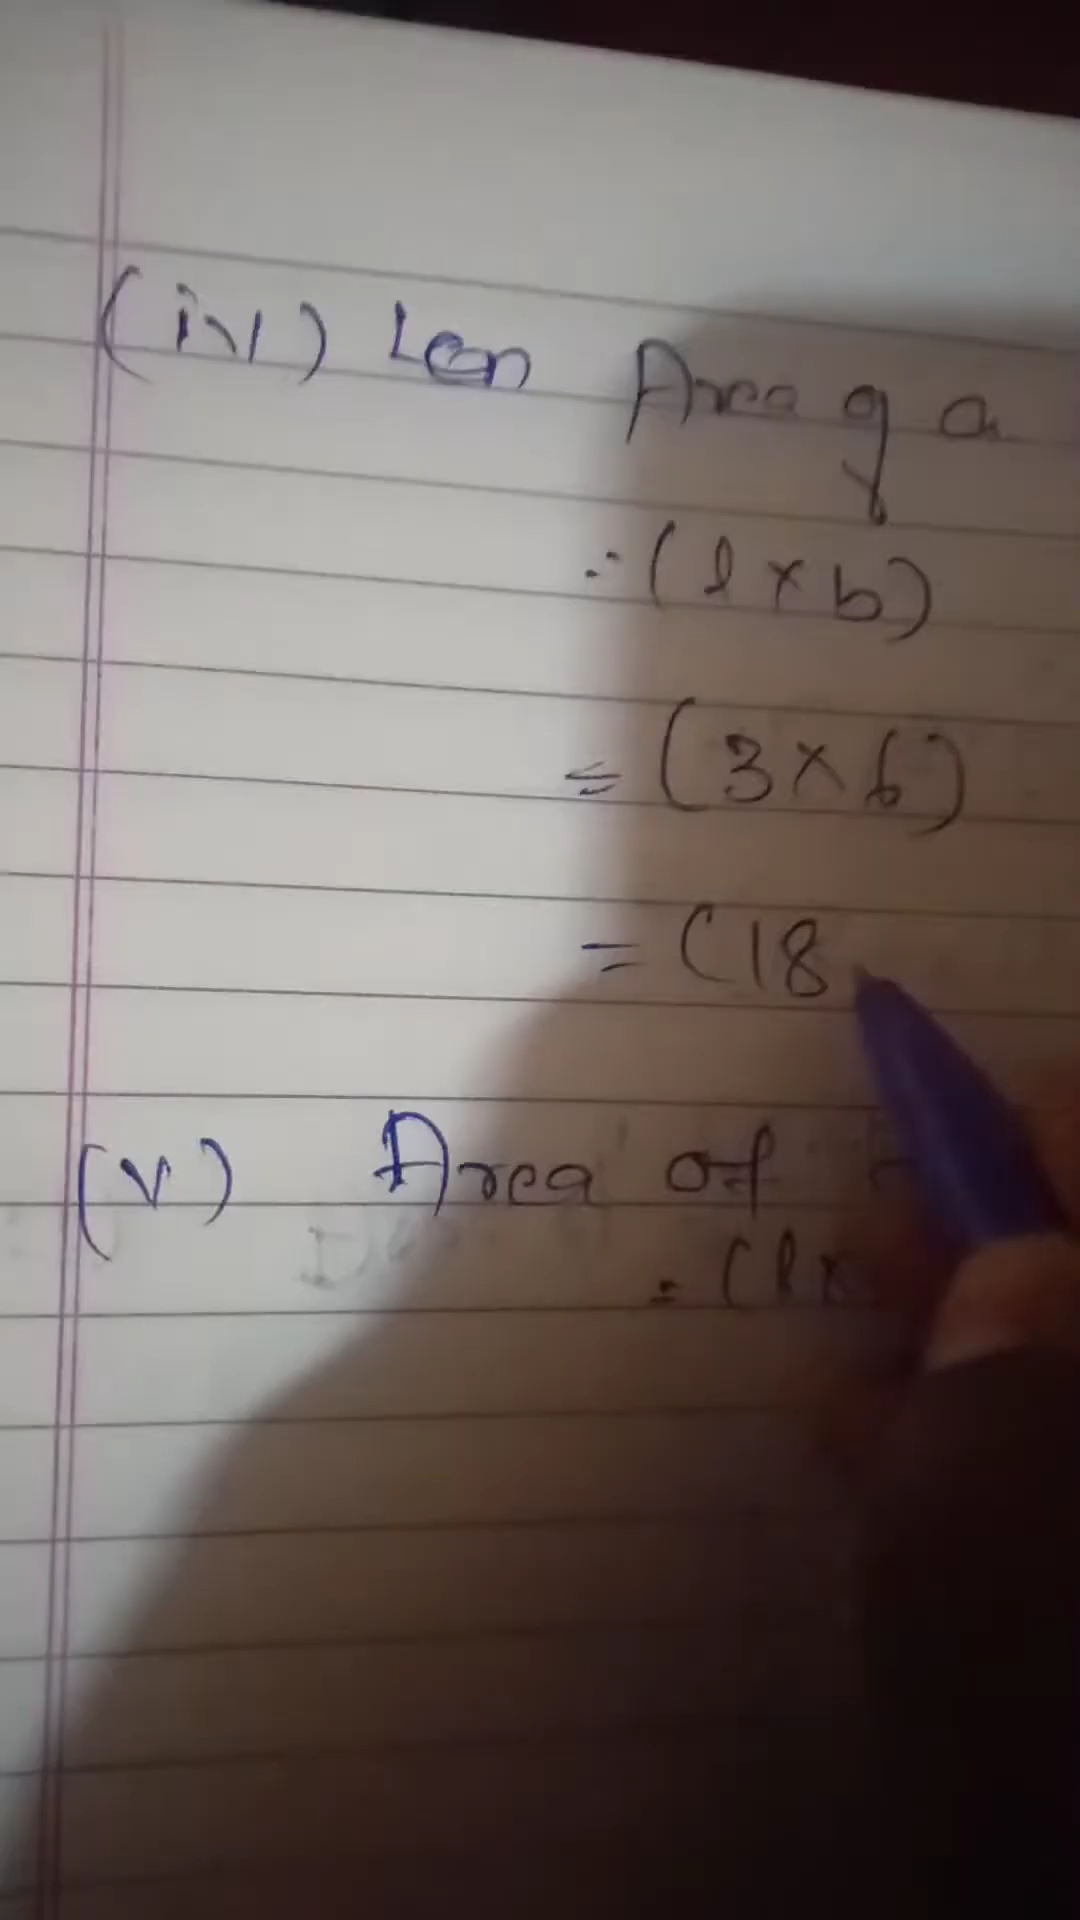 (iv) Len Area of a
= (l × b)
= (3 × 6)
= (18
(v) Area of
= (l ×